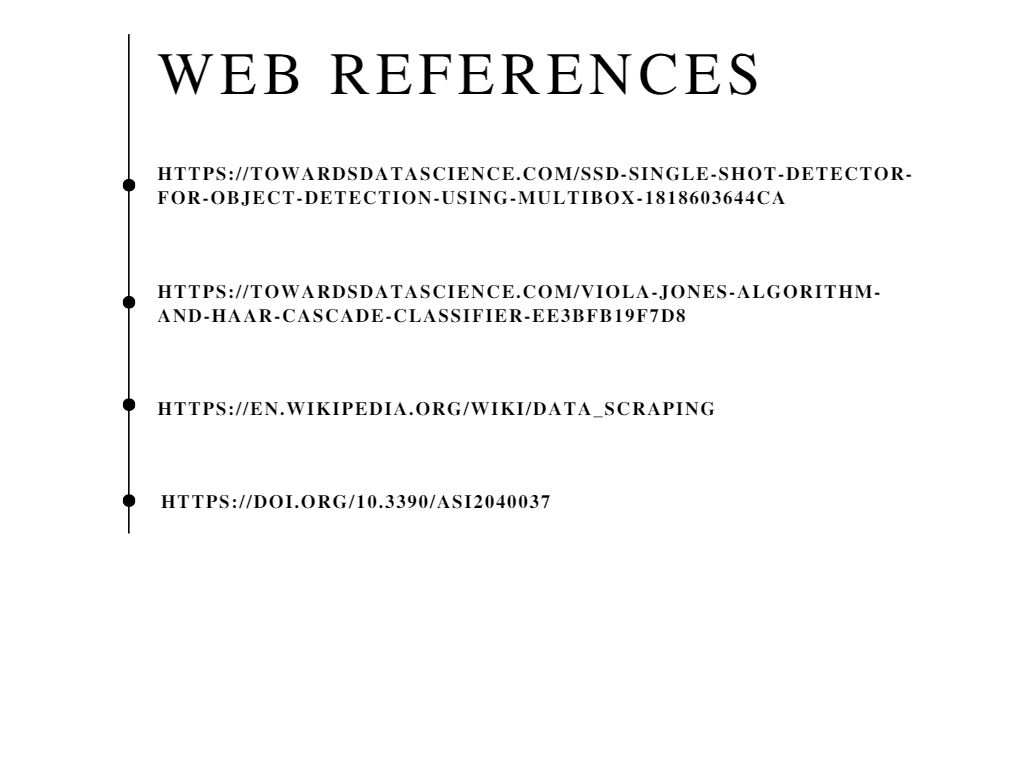 WEB REFERENCES
HTTPS://TOWARDSDATASCIENCE.COM/SSD-SINGLE-SHOT-DETECTOR-
FOR-OBJECT-DETECTION-USING-MULTIBOX-1818603644CA
HTTPS://TOWARDSDATASCIENCE.COM/VIOLA-JONES-ALGORITHM-
AND-HAAR-CASCADE-CLASSIFIER-EE3BFB19F7D8
HTTPS://EN.WIKIPEDIA.ORG/WIKI/DATA_SCRAPING
HTTPS://DOI.ORG/10.3390/ASI2040037